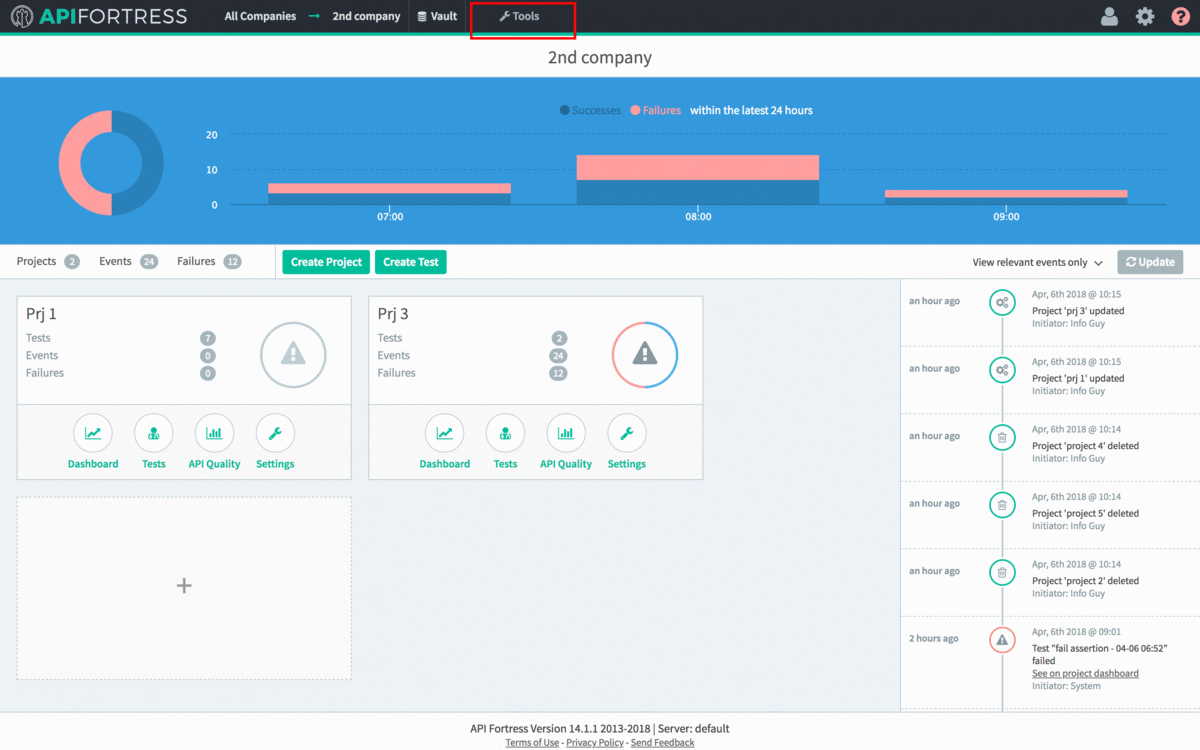 APIFORTRESS All Companies → 2nd company Vault Tools ?
2nd company
Successes Failures within the latest 24 hours
20
10
0
07:00 08:00 09:00
Projects 2 Events 24 Failures 12 Create Project Create Test View relevant events only Update
Prj 1
Tests 7
Events 0
Failures 0
Dashboard Tests API Quality Settings
Prj 3
Tests 2
Events 24
Failures 12
Dashboard Tests API Quality Settings
+
an hour ago
Apr, 6th 2018 @ 10:15
Project 'prj 3' updated
Initiator: Info Guy
an hour ago
Apr, 6th 2018 @ 10:15
Project 'prj 1' updated
Initiator: Info Guy
an hour ago
Apr, 6th 2018 @ 10:14
Project 'project 4' deleted
Initiator: Info Guy
an hour ago
Apr, 6th 2018 @ 10:14
Project 'project 5' deleted
Initiator: Info Guy
an hour ago
Apr, 6th 2018 @ 10:14
Project 'project 2' deleted
Initiator: Info Guy
2 hours ago
Apr, 6th 2018 @ 09:01
Test "fail assertion - 04-06 06:52"
failed
See on project dashboard
Initiator: System
API Fortress Version 14.1.1 2013-2018 | Server: default
Terms of Use - Privacy Policy - Send Feedback